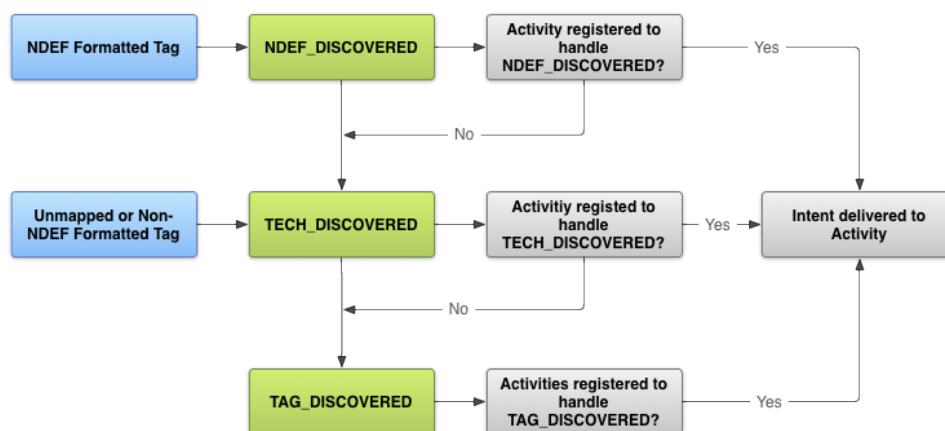 NDEF Formatted Tag
NDEF_DISCOVERED
Activity registered to
handle
NDEF_DISCOVERED?
Yes
No
Unmapped or Non-
NDEF Formatted Tag
TECH_DISCOVERED
Activitiy registed to
handle
TECH_DISCOVERED?
Yes
Intent delivered to
Activity
No
TAG_DISCOVERED
Activities registered to
handle
TAG_DISCOVERED?
Yes